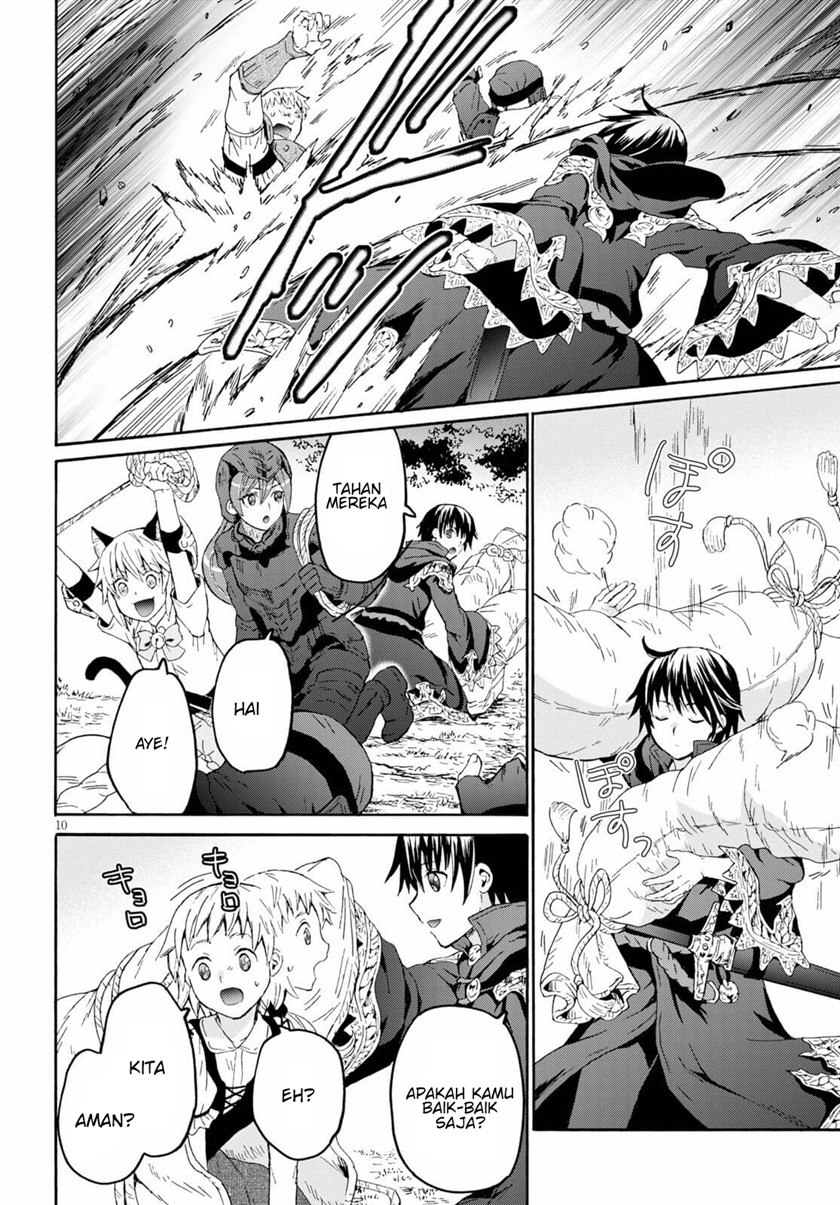 ぽすっ
ぽすっ
TAHAN
MEREKA
HAI
AYE!
10
キョロ
キョロ
APAKAH KAMU
BAIK-BAIK
SAJA?
EH?
KITA
AMAN?